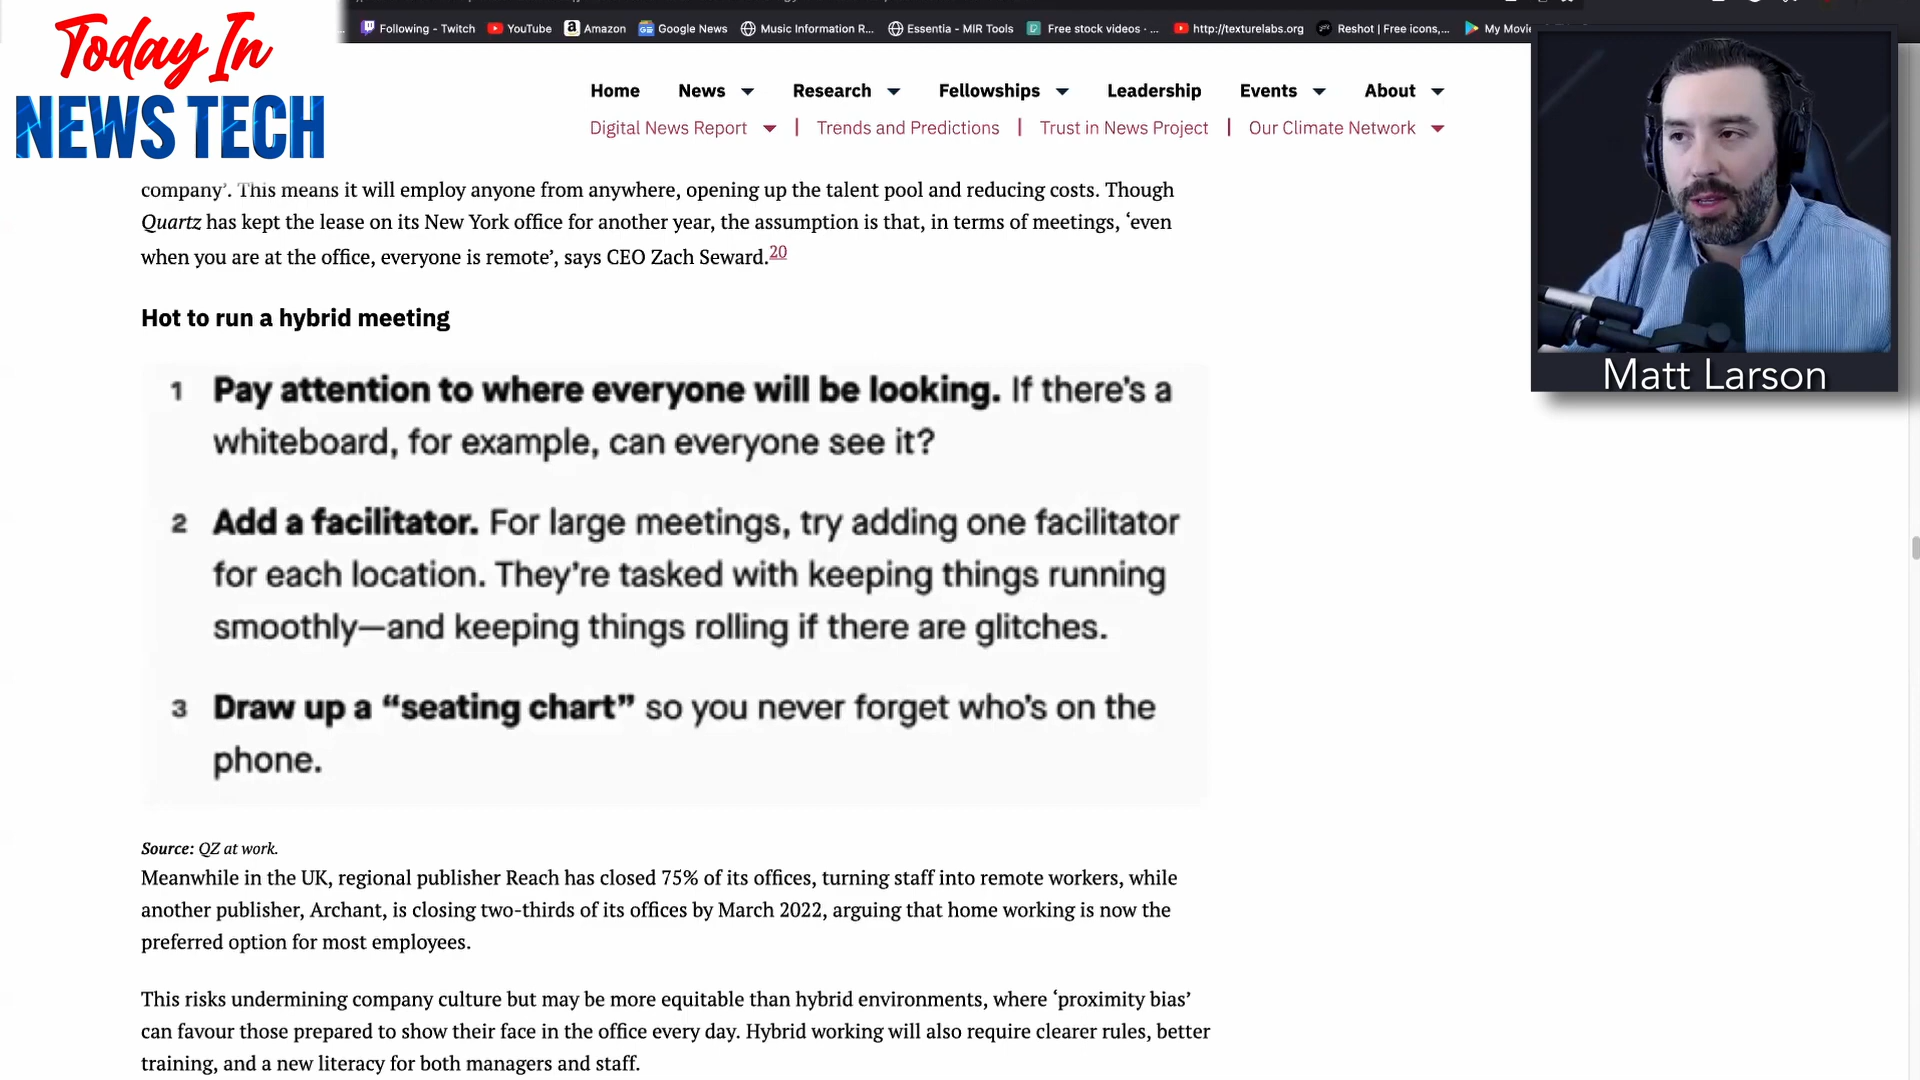 Today In
NEWS TECH
Following - Twitch YouTube Amazon Google News Music Information R... Essentia - MIR Tools Free stock videos · ... http://texturelabs.org Reshot | Free icons,... My Movie
Home News Research Fellowships Leadership Events About
Digital News Report | Trends and Predictions | Trust in News Project | Our Climate Network
company’. This means it will employ anyone from anywhere, opening up the talent pool and reducing costs. Though
Quartz has kept the lease on its New York office for another year, the assumption is that, in terms of meetings, ‘even
when you are at the office, everyone is remote’, says CEO Zach Seward.20
Hot to run a hybrid meeting
1 Pay attention to where everyone will be looking. If there’s a
whiteboard, for example, can everyone see it?
2 Add a facilitator. For large meetings, try adding one facilitator
for each location. They’re tasked with keeping things running
smoothly—and keeping things rolling if there are glitches.
3 Draw up a “seating chart” so you never forget who’s on the
phone.
Source: QZ at work.
Meanwhile in the UK, regional publisher Reach has closed 75% of its offices, turning staff into remote workers, while
another publisher, Archant, is closing two-thirds of its offices by March 2022, arguing that home working is now the
preferred option for most employees.
This risks undermining company culture but may be more equitable than hybrid environments, where ‘proximity bias’
can favour those prepared to show their face in the office every day. Hybrid working will also require clearer rules, better
training, and a new literacy for both managers and staff.
Matt Larson